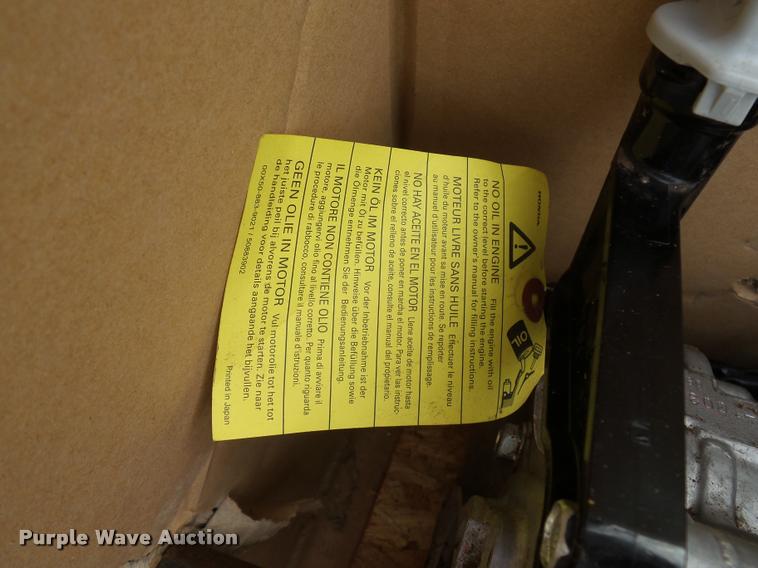 HONDA
OIL
NO OIL IN ENGINE Fill the engine with oil
to the correct level before starting the engine.
Refer to the owner's manual for filling instructions.
MOTEUR LIVRE SANS HUILE Effectuer le niveau
d'huile du moteur avant sa mise en route. Se reporter
au manuel d'utilisateur pour les instructions de remplissage.
NO HAY ACEITE EN EL MOTOR Llene aceite de motor hasta
el nivel correcto antes de poner en marcha el motor. Para ver las instruc-
ciones sobre el relleno de aceite, consulte el manual del propietario.
KEIN ÖL IM MOTOR Vor der Inbetriebnahme ist der
Motor mit Öl zu befüllen. Hinweise über die Befüllung sowie
die Ölmenge entnehmen Sie der Bedienungsanleitung.
IL MOTORE NON CONTIENE OLIO Prima di avviare il
motore, aggiungervi olio fino al livello corretto. Per quanto riguarda
le procedure di rabbocco, consultare il manuale d'istruzioni.
GEEN OLIE IN MOTOR Vul motorolie tot het tot
het juiste peil bij alvorens de motor te starten. Zie naar
de handleiding voor details aangaande het bijvullen.
00X50-883-9021 / 50883902
Printed in Japan
Purple Wave Auction